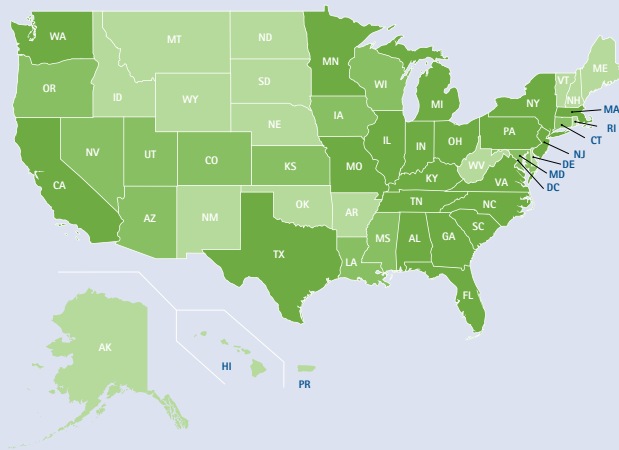 WA
MT
ND
MN
OR
ID
WY
SD
WI
MI
VT
NH
ME
NY
MA
RI
CT
NE
IA
PA
NJ
DE
MD
DC
NV
UT
CO
KS
MO
IL
IN
OH
WV
VA
KY
CA
AZ
NM
OK
AR
TN
NC
SC
TX
LA
MS
AL
GA
FL
AK
HI
PR